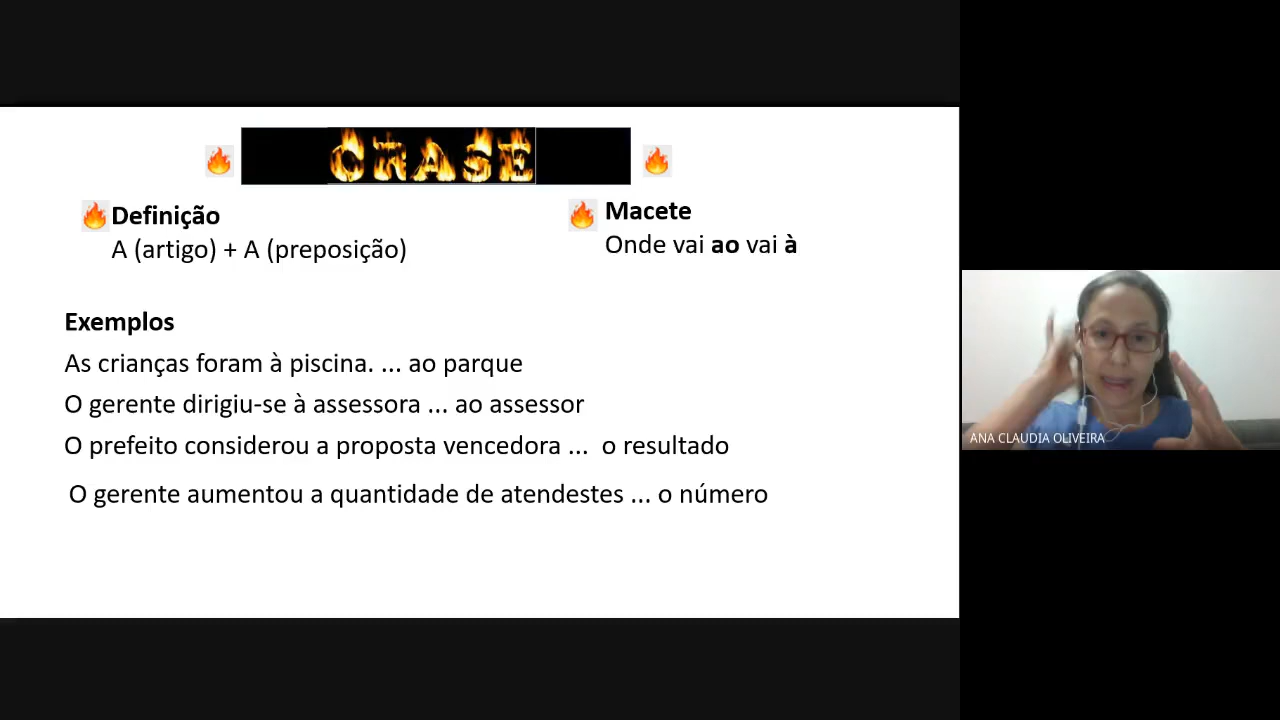 CRASE
Definição
A (artigo) + A (preposição)
Macete
Onde vai ao vai à
Exemplos
As crianças foram à piscina. ... ao parque
O gerente dirigiu-se à assessora ... ao assessor
O prefeito considerou a proposta vencedora ... o resultado
O gerente aumentou a quantidade de atendestes ... o número
ANA CLAUDIA OLIVEIRA